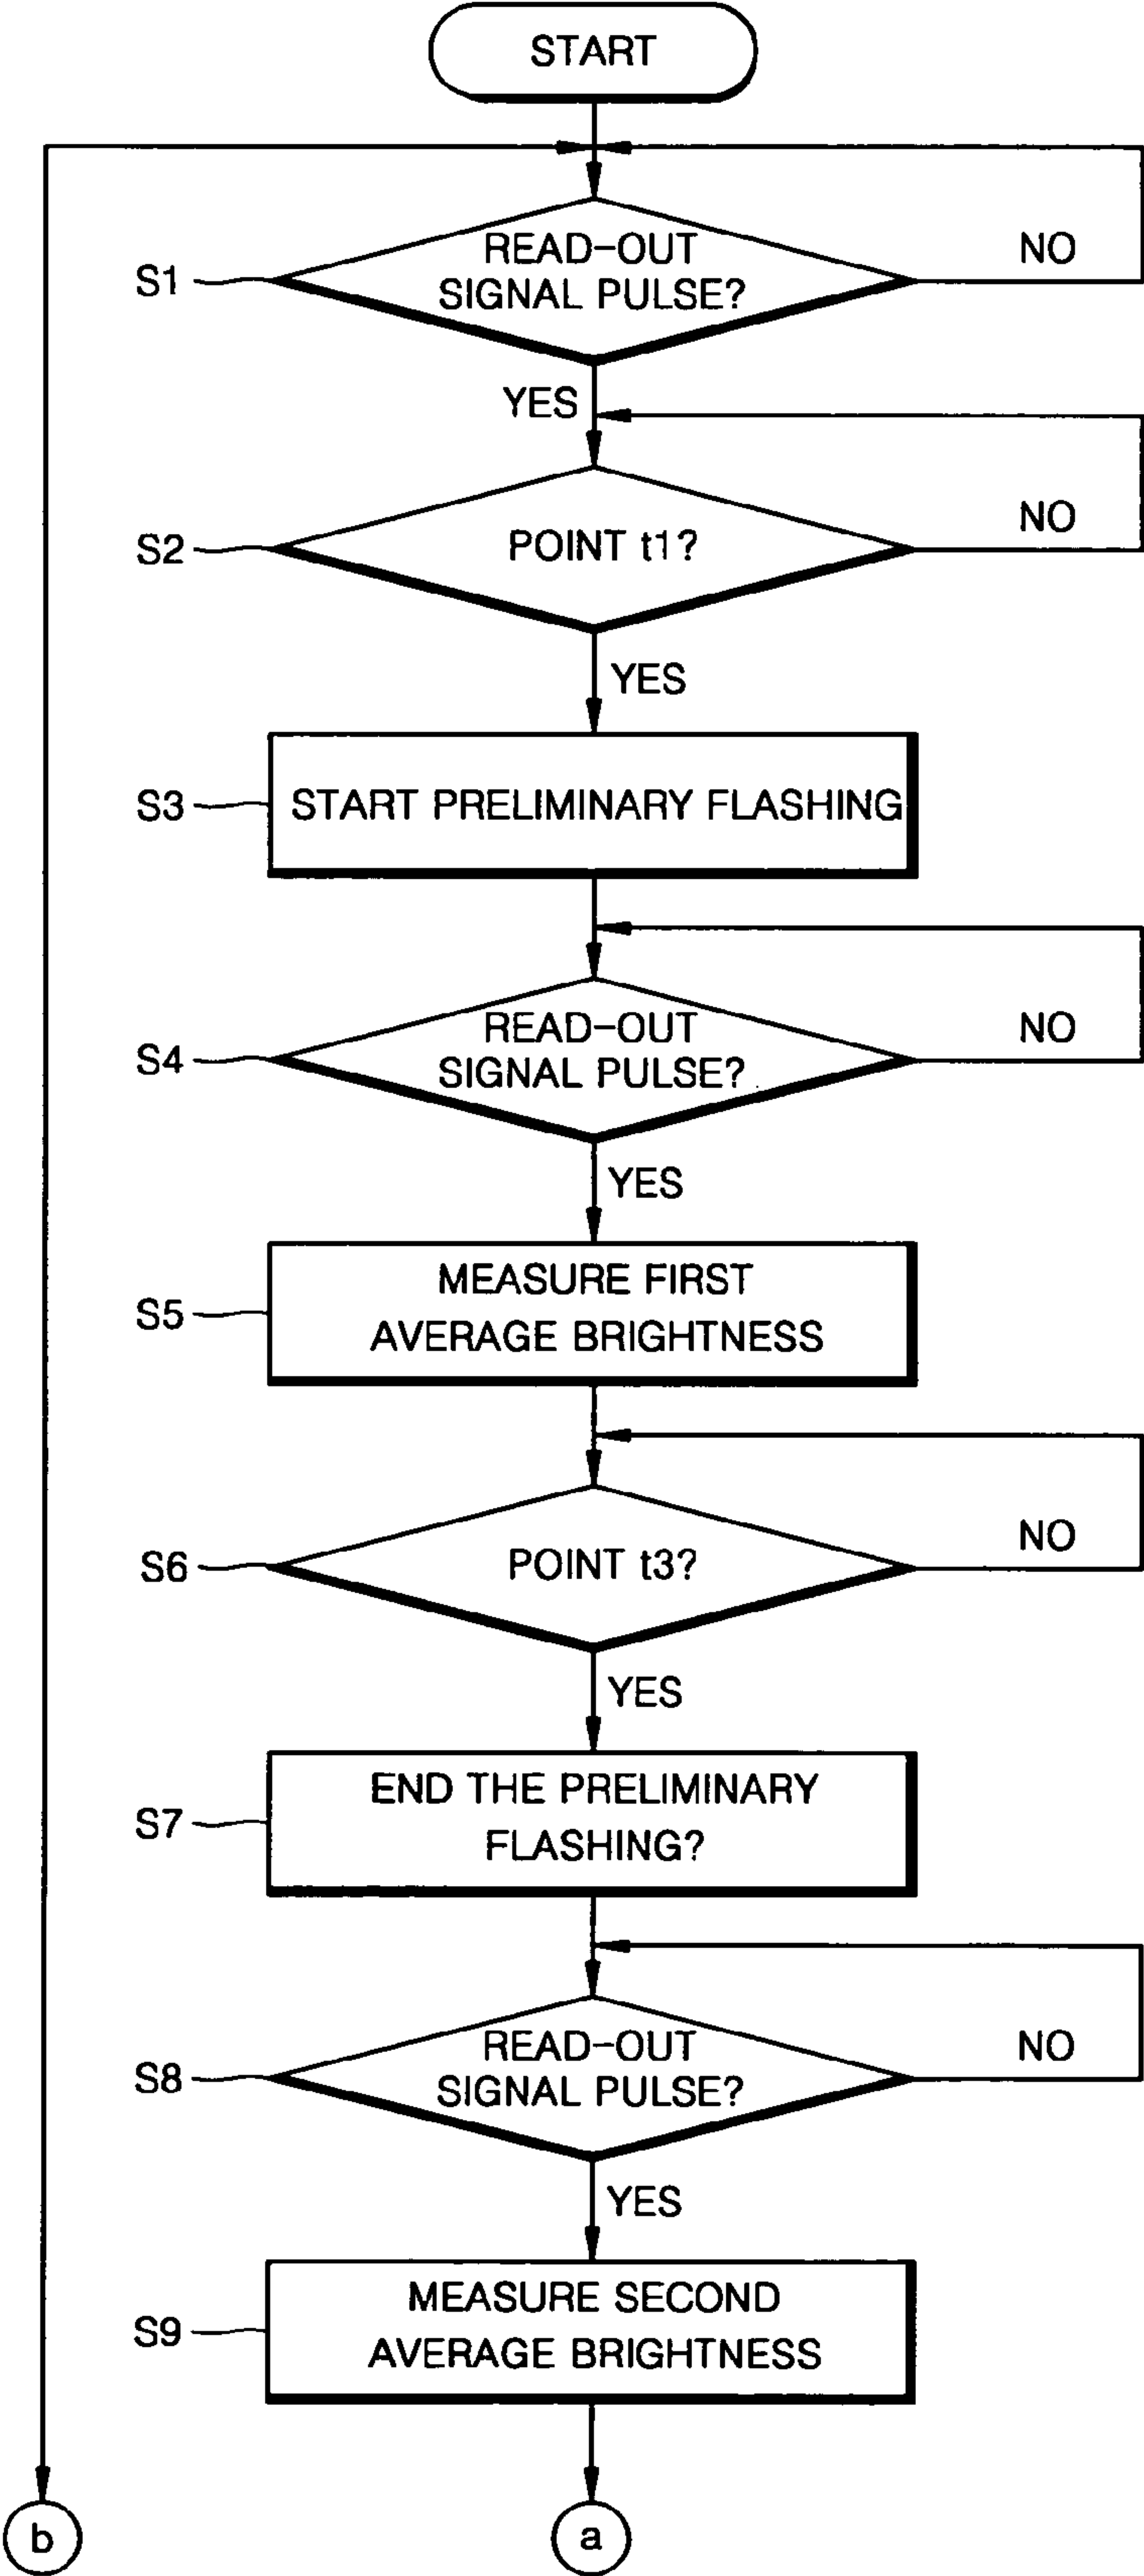 START
READ-OUT
SIGNAL PULSE?
NO
S1
YES
POINT t1?
NO
S2
YES
S3
START PRELIMINARY FLASHING
READ-OUT
SIGNAL PULSE?
NO
S4
YES
MEASURE FIRST
AVERAGE BRIGHTNESS
S5
POINT t3?
NO
S6
YES
END THE PRELIMINARY
FLASHING?
S7
READ-OUT
SIGNAL PULSE?
NO
S8
YES
MEASURE SECOND
AVERAGE BRIGHTNESS
S9
b
a